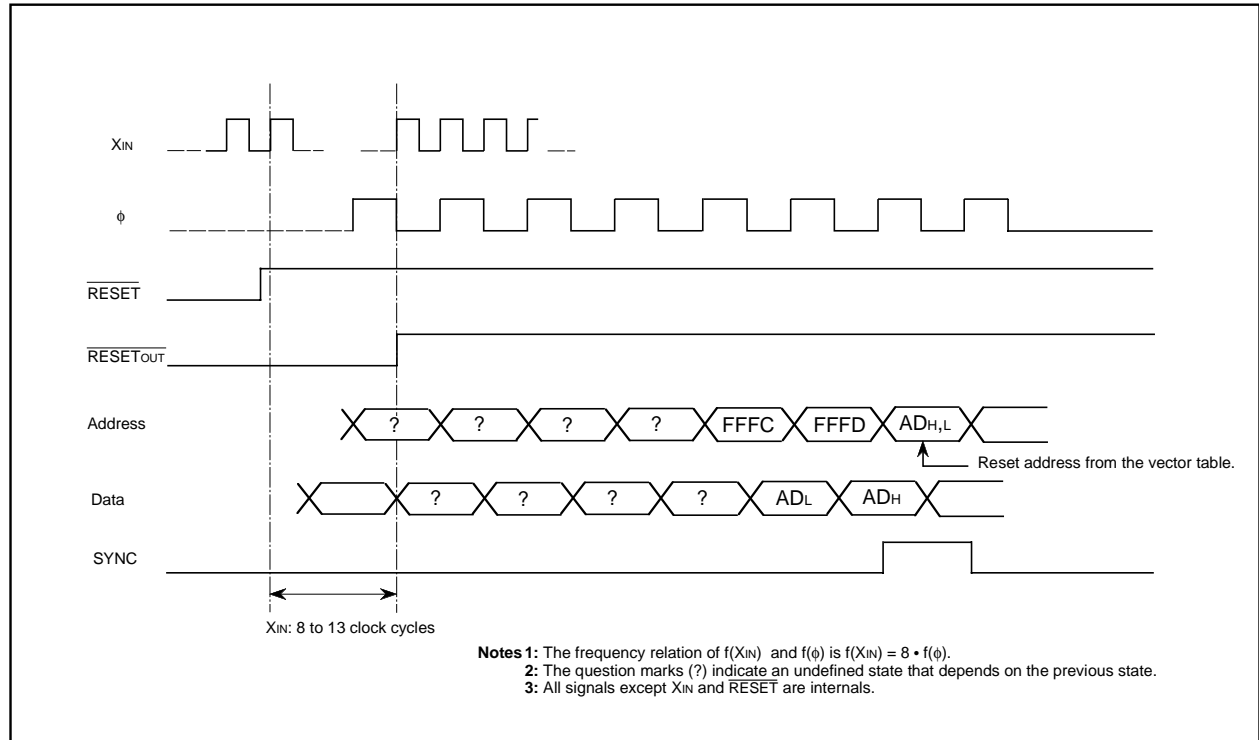 XIN
ϕ
RESET
RESETOUT
Address
? ? ? ? FFFC FFFD ADH,L
Reset address from the vector table.
Data
? ? ? ? ADL ADH
SYNC
XIN: 8 to 13 clock cycles
Notes 1: The frequency relation of f(XIN) and f(ϕ) is f(XIN) = 8 • f(ϕ).
2: The question marks (?) indicate an undefined state that depends on the previous state.
3: All signals except XIN and RESET are internals.